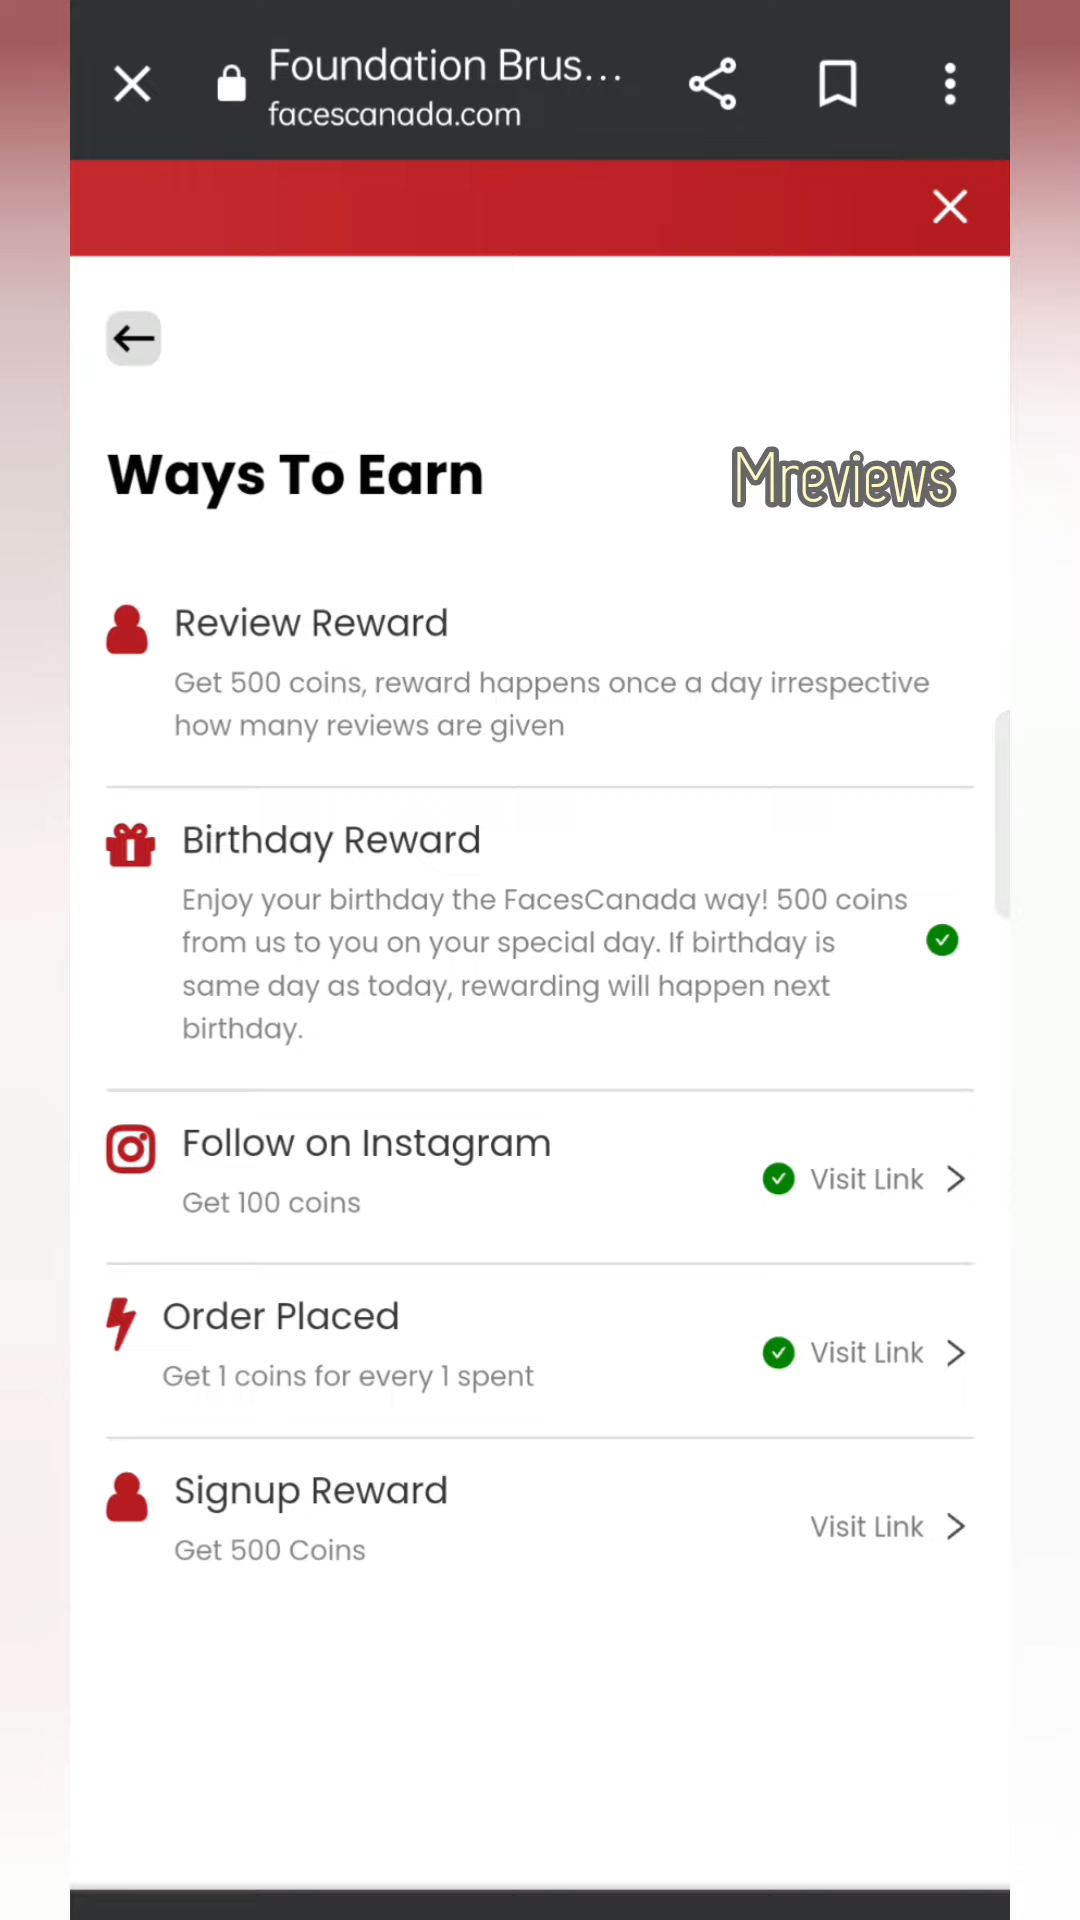 Foundation Brus...
facescanada.com
Ways To Earn
Mreviews
Review Reward
Get 500 coins, reward happens once a day irrespective
how many reviews are given
Birthday Reward
Enjoy your birthday the FacesCanada way! 500 coins
from us to you on your special day. If birthday is
same day as today, rewarding will happen next
birthday.
Follow on Instagram
Get 100 coins
Visit Link
Order Placed
Get 1 coins for every 1 spent
Visit Link
Signup Reward
Get 500 Coins
Visit Link